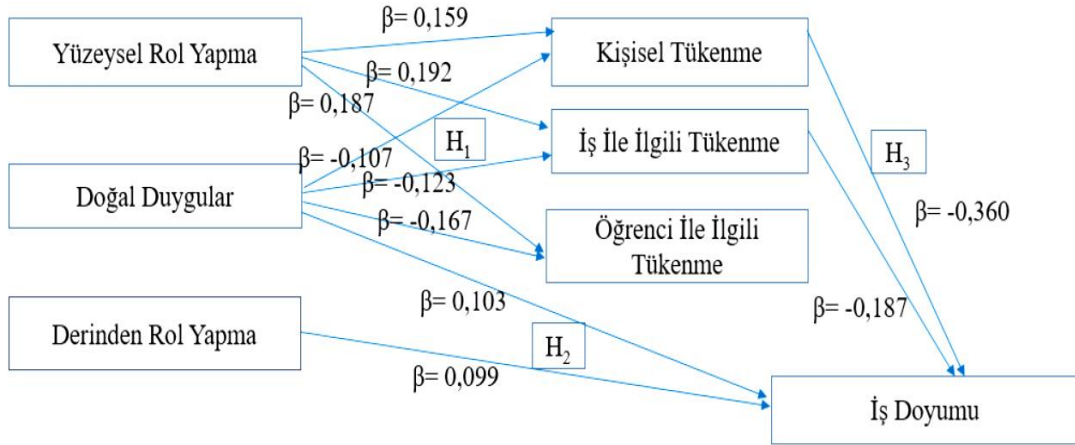 β= 0,159
Yüzeysel Rol Yapma
Kişisel Tükenme
β= 0,192
β= 0,187
H₁
İş İle İlgili Tükenme
H₃
β= -0,107
β= -0,123
Doğal Duygular
β= -0,167
β= -0,360
Öğrenci İle İlgili
Tükenme
β= 0,103
β= -0,187
Derinden Rol Yapma
H₂
β= 0,099
İş Doyumu